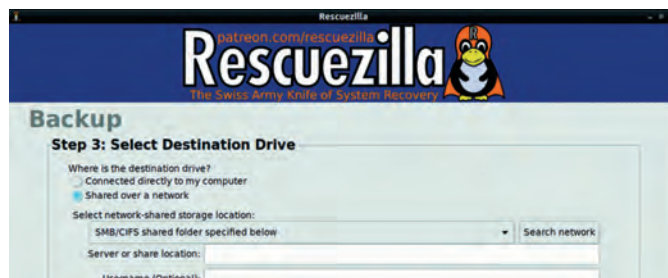 Rescuezilla
patreon.com/rescuezilla
Rescuezilla
R
The Swiss Army Knife of System Recovery
Backup
Step 3: Select Destination Drive
Where is the destination drive?
Connected directly to my computer
Shared over a network
Select network-shared storage location:
SMB/CIFS shared folder specified below
Search network
Server or share location:
Username (Optional):